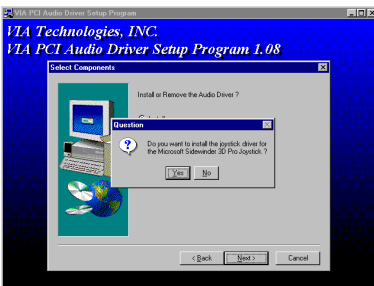 VIA PCI Audio Driver Setup Program
VIA Technologies, INC.
VIA PCI Audio Driver Setup Program 1.08
Select Components
Install or Remove the Audio Driver ?
Question
Do you want to install the joystick driver for
the Microsoft Sidewinder 3D Pro Joystick ?
Yes No
< Back Next > Cancel